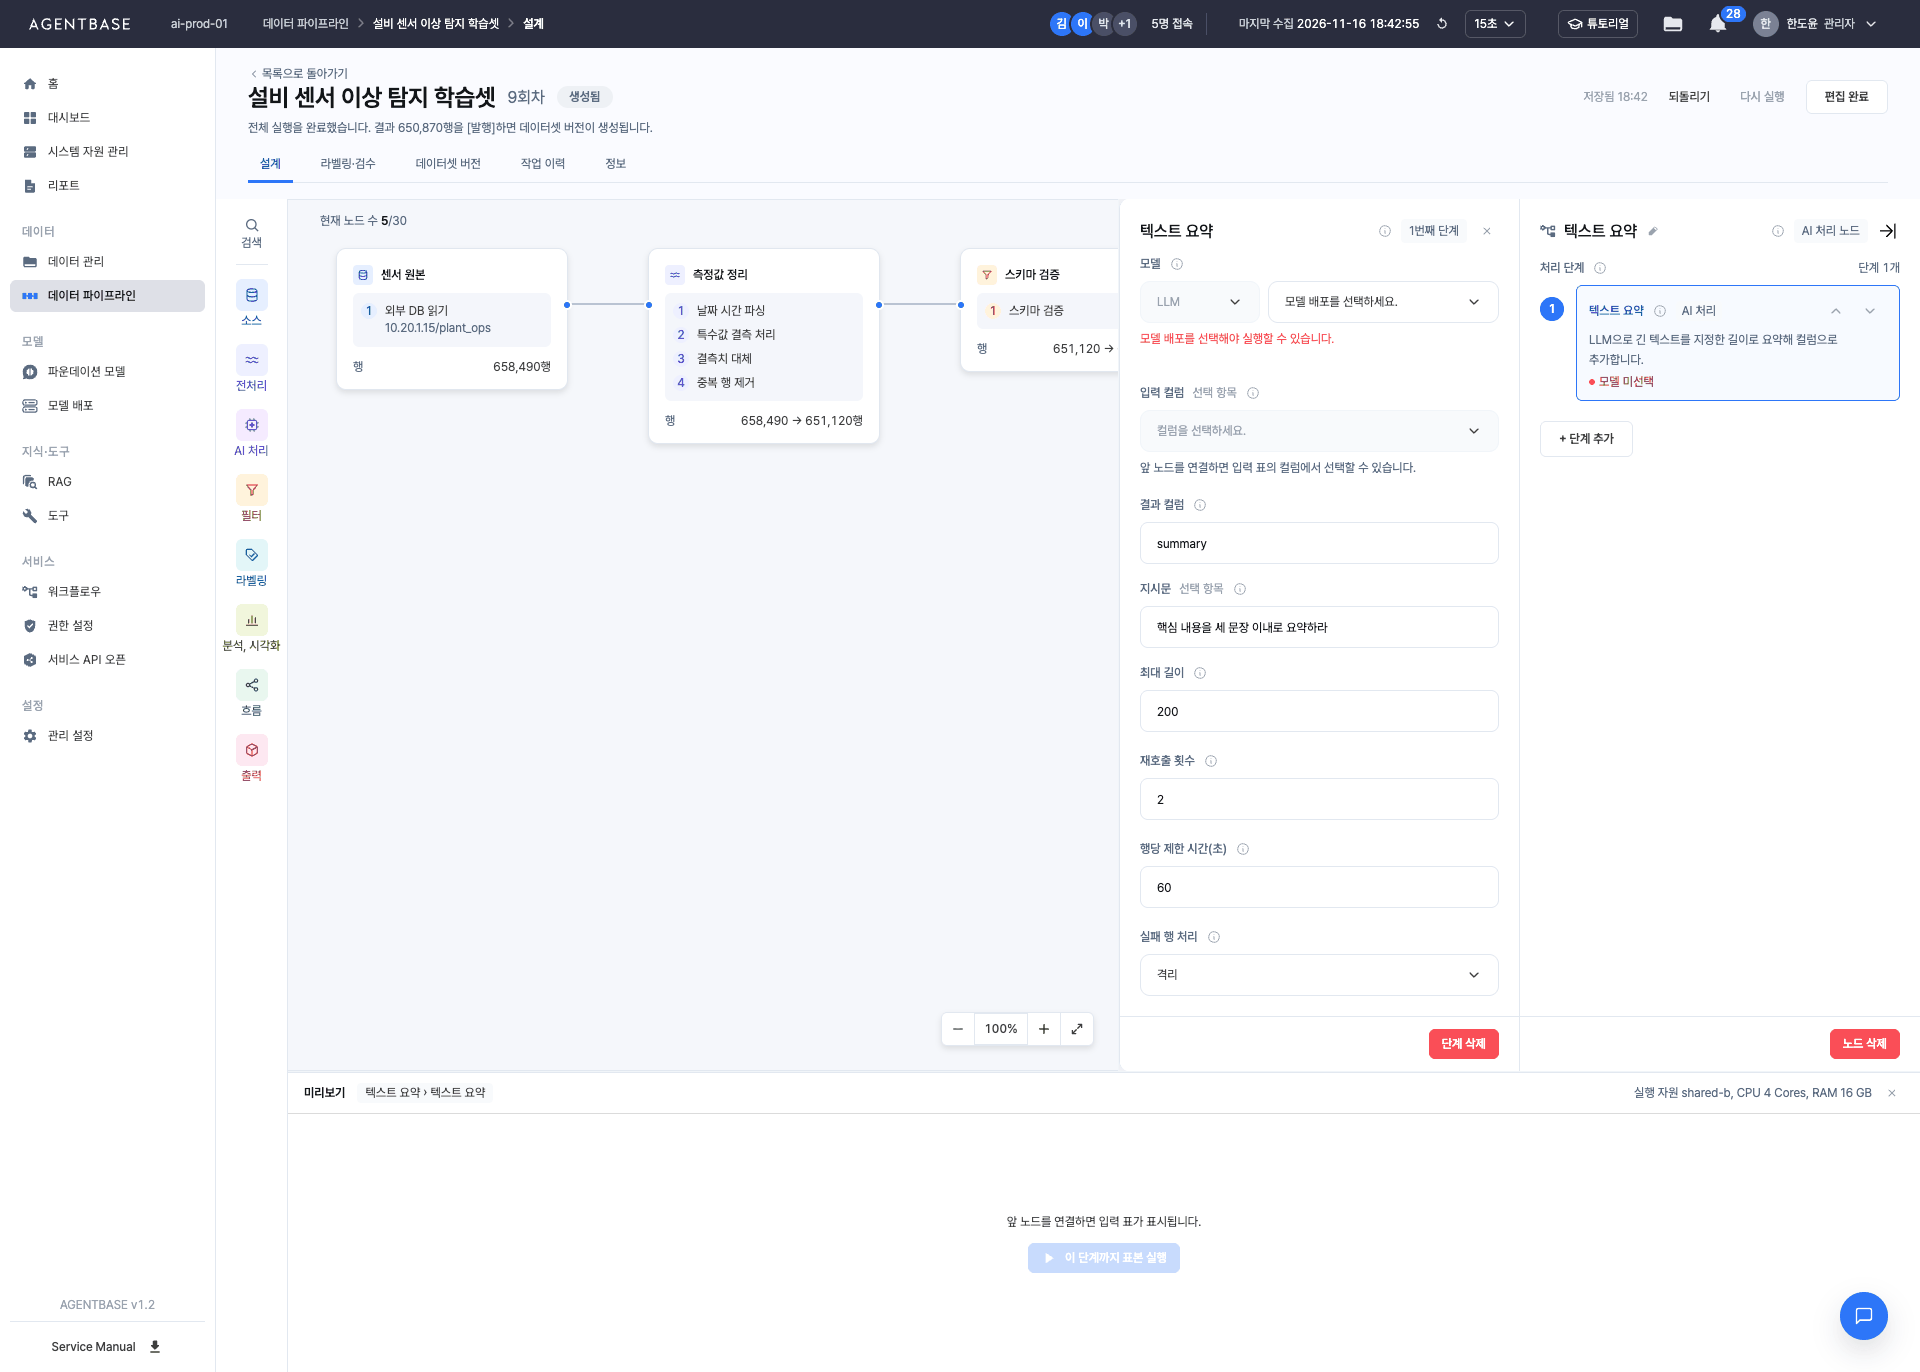 AGENTBASE
ai-prod-01
데이터 파이프라인 > 설비 센서 이상 탐지 학습셋 > 설계
김 이 박 +1 5명 접속
마지막 수집 2026-11-16 18:42:55
15초
튜토리얼
28
한 한도윤 관리자
홈
대시보드
시스템 자원 관리
리포트
데이터
데이터 관리
데이터 파이프라인
모델
파운데이션 모델
모델 배포
지식·도구
RAG
도구
서비스
워크플로우
권한 설정
서비스 API 오픈
설정
관리 설정
AGENTBASE v1.2
Service Manual
목록으로 돌아가기
설비 센서 이상 탐지 학습셋 9회차 생성됨
전체 실행을 완료했습니다. 결과 650,870행을 [발행]하면 데이터셋 버전이 생성됩니다.
저장됨 18:42
되돌리기
다시 실행
편집 완료
설계
라벨링·검수
데이터셋 버전
작업 이력
정보
검색
소스
전처리
AI 처리
필터
라벨링
분석, 시각화
흐름
출력
현재 노드 수 5/30
센서 원본
1 외부 DB 읽기
10.20.1.15/plant_ops
행 658,490행
측정값 정리
1 날짜 시간 파싱
2 특수값 결측 처리
3 결측치 대체
4 중복 행 제거
행 658,490 → 651,120행
스키마 검증
1 스키마 검증
행 651,120 →
100%
텍스트 요약 1번째 단계
모델
LLM
모델 배포를 선택하세요.
모델 배포를 선택해야 실행할 수 있습니다.
입력 컬럼 선택 항목
컬럼을 선택하세요.
앞 노드를 연결하면 입력 표의 컬럼에서 선택할 수 있습니다.
결과 컬럼
summary
지시문 선택 항목
핵심 내용을 세 문장 이내로 요약하라
최대 길이
200
재호출 횟수
2
행당 제한 시간(초)
60
실패 행 처리
격리
단계 삭제
텍스트 요약 AI 처리 노드
처리 단계 단계 1개
1 텍스트 요약 AI 처리
LLM으로 긴 텍스트를 지정한 길이로 요약해 컬럼으로
추가합니다.
모델 미선택
+ 단계 추가
노드 삭제
미리보기 텍스트 요약 › 텍스트 요약
실행 자원 shared-b, CPU 4 Cores, RAM 16 GB
앞 노드를 연결하면 입력 표가 표시됩니다.
이 단계까지 표본 실행